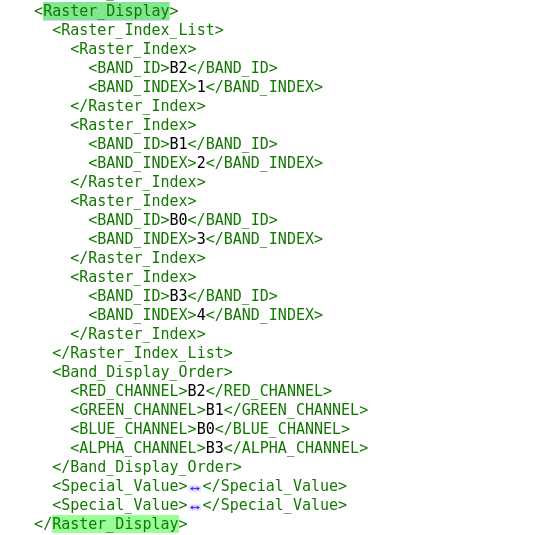 <Raster_Display>
<Raster_Index_List>
<Raster_Index>
<BAND_ID>B2</BAND_ID>
<BAND_INDEX>1</BAND_INDEX>
</Raster_Index>
<Raster_Index>
<BAND_ID>B1</BAND_ID>
<BAND_INDEX>2</BAND_INDEX>
</Raster_Index>
<Raster_Index>
<BAND_ID>B0</BAND_ID>
<BAND_INDEX>3</BAND_INDEX>
</Raster_Index>
<Raster_Index>
<BAND_ID>B3</BAND_ID>
<BAND_INDEX>4</BAND_INDEX>
</Raster_Index>
</Raster_Index_List>
<Band_Display_Order>
<RED_CHANNEL>B2</RED_CHANNEL>
<GREEN_CHANNEL>B1</GREEN_CHANNEL>
<BLUE_CHANNEL>B0</BLUE_CHANNEL>
<ALPHA_CHANNEL>B3</ALPHA_CHANNEL>
</Band_Display_Order>
<Special_Value>↔</Special_Value>
<Special_Value>↔</Special_Value>
</Raster_Display>